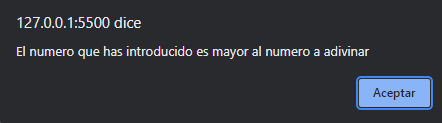 127.0.0.1:5500 dice
El numero que has introducido es mayor al numero a adivinar
Aceptar